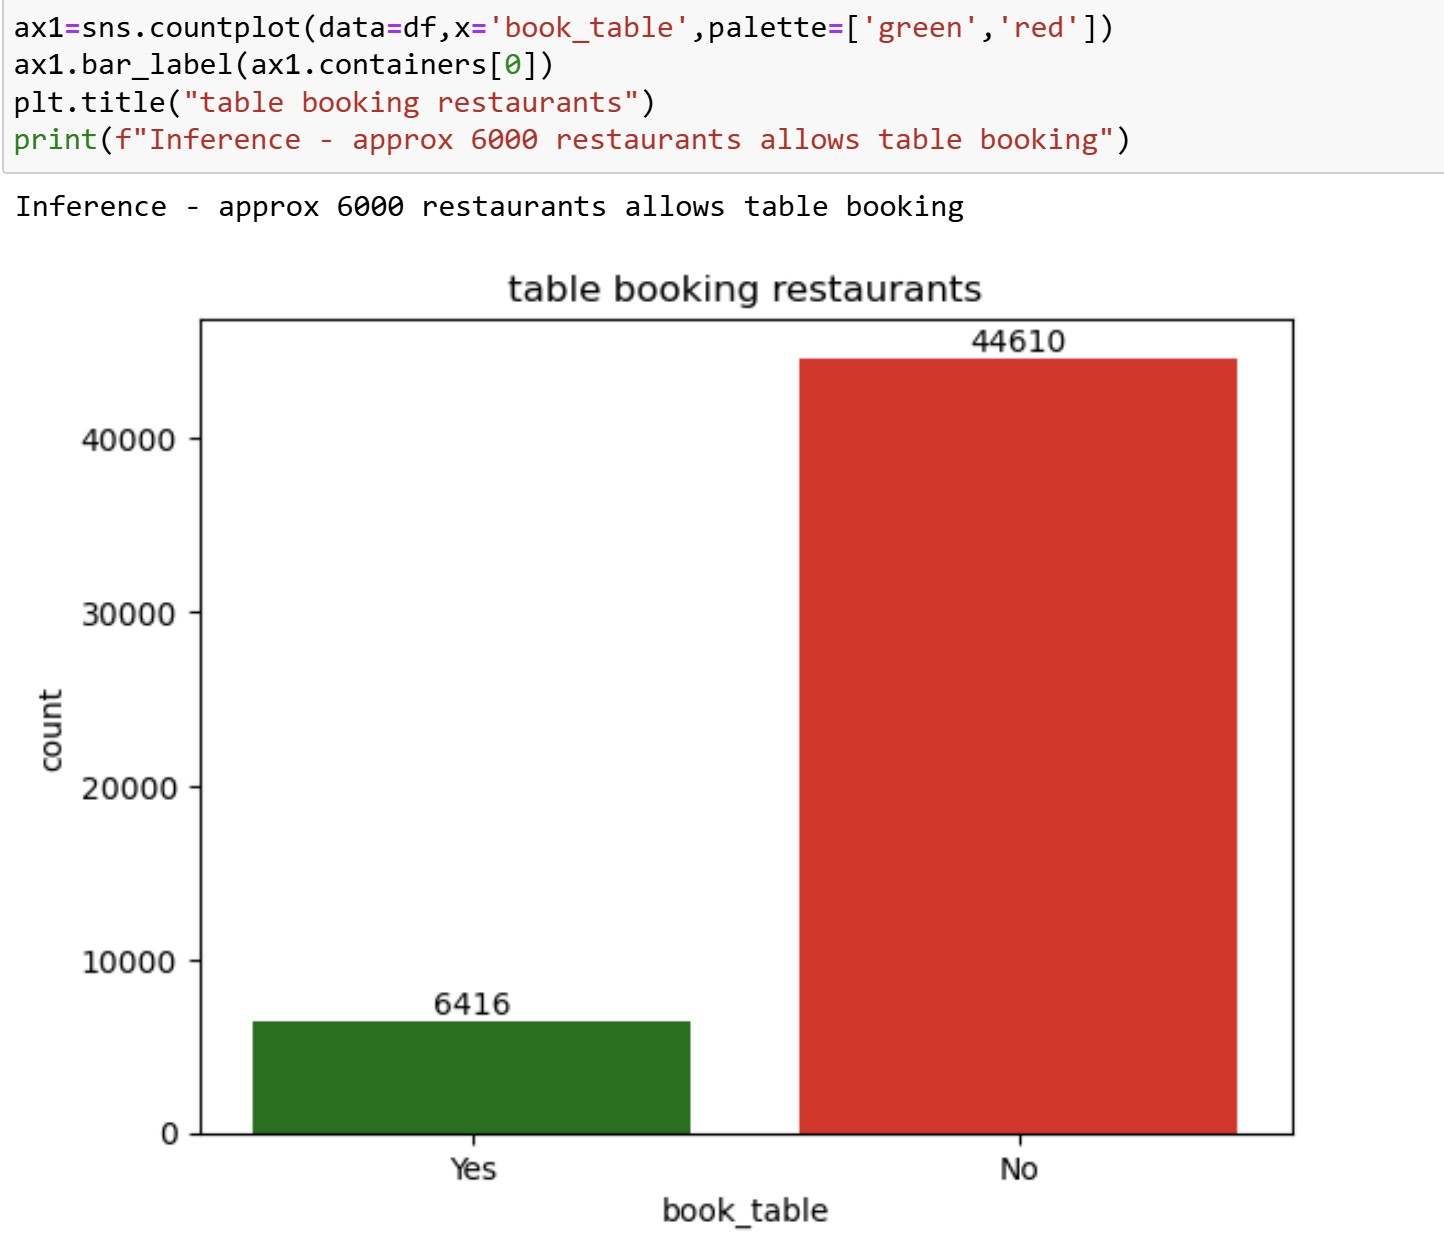 ax1=sns.countplot(data=df,x='book_table',palette=['green','red'])
ax1.bar_label(ax1.containers[0])
plt.title("table booking restaurants")
print(f"Inference - approx 6000 restaurants allows table booking")
Inference - approx 6000 restaurants allows table booking
table booking restaurants
44610
40000
30000
count
20000
10000
6416
0
Yes No
book_table